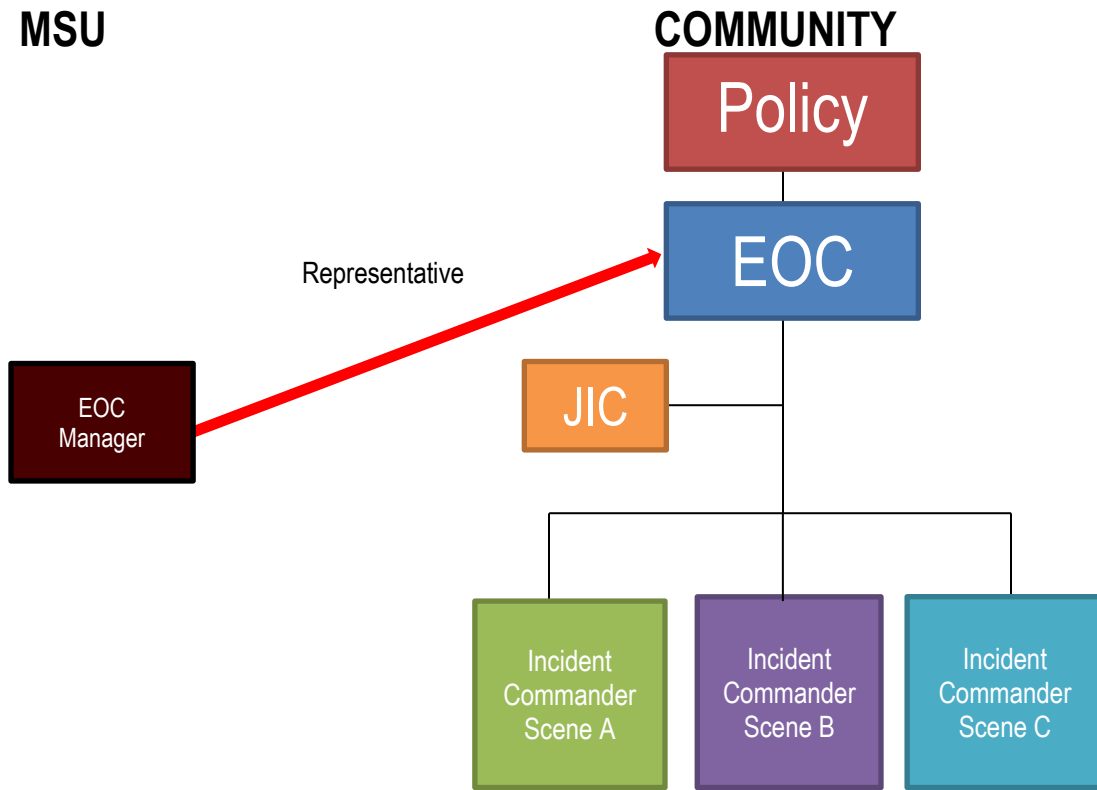 MSU
COMMUNITY
Policy
EOC
Representative
JIC
EOC
Manager
Incident
Commander
Scene A
Incident
Commander
Scene B
Incident
Commander
Scene C